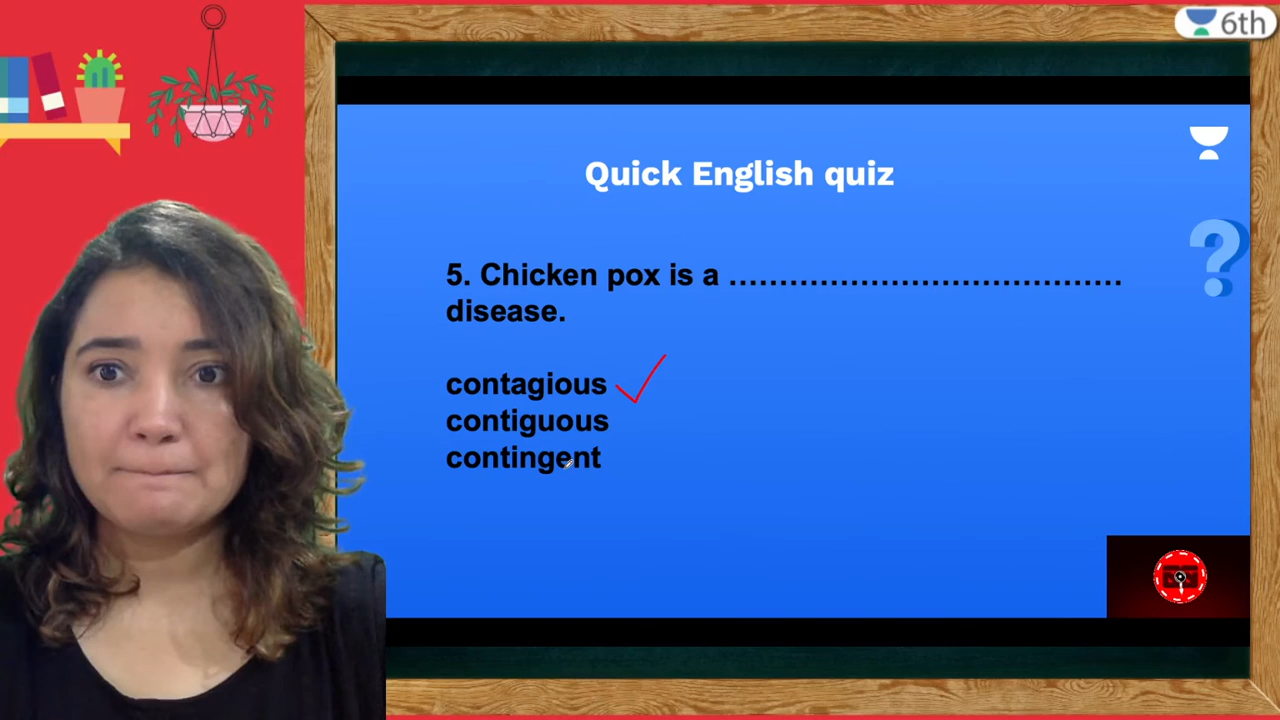 6th
Quick English quiz
5. Chicken pox is a .......................................
disease.
contagious
contiguous
contingent